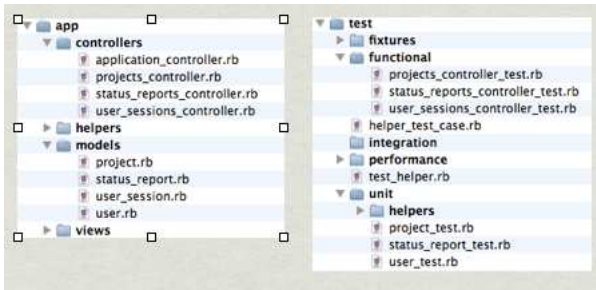 app
controllers
application_controller.rb
projects_controller.rb
status_reports_controller.rb
user_sessions_controller.rb
helpers
models
project.rb
status_report.rb
user_session.rb
user.rb
views
test
fixtures
functional
projects_controller_test.rb
status_reports_controller_test.rb
user_sessions_controller_test.rb
helper_test_case.rb
integration
performance
test_helper.rb
unit
helpers
project_test.rb
status_report_test.rb
user_test.rb